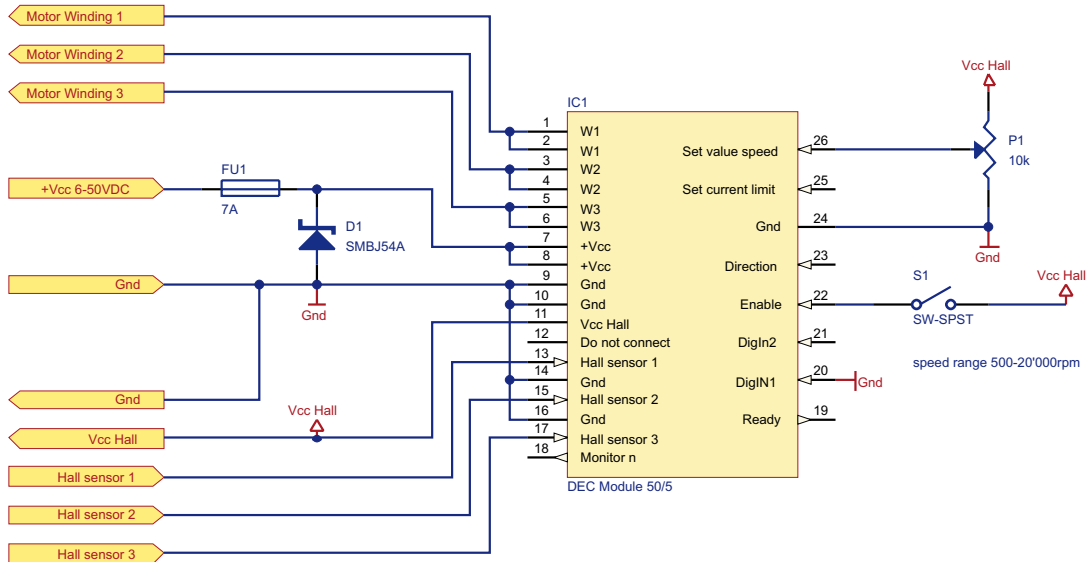 Motor Winding 1
Motor Winding 2
Motor Winding 3
+Vcc 6-50VDC
FU1
7A
D1
SMBJ54A
Gnd
Gnd
Gnd
Vcc Hall
Vcc Hall
Hall sensor 1
Hall sensor 2
Hall sensor 3
IC1
1 W1
2 W1
3 W2
4 W2
5 W3
6 W3
7 +Vcc
8 +Vcc
9 Gnd
10 Gnd
11 Vcc Hall
12 Do not connect
13 Hall sensor 1
14 Gnd
15 Hall sensor 2
16 Gnd
17 Hall sensor 3
18 Monitor n
Set value speed 26
Set current limit 25
Gnd 24
Direction 23
Enable 22
DigIn2 21
DigIN1 20
Ready 19
DEC Module 50/5
Vcc Hall
P1
10k
Gnd
S1
SW-SPST
Vcc Hall
speed range 500-20'000rpm
Gnd